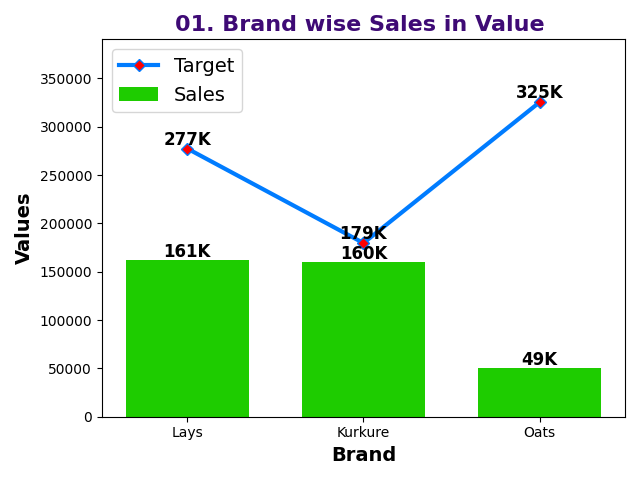 01. Brand wise Sales in Value
Target
Sales
350000
300000
250000
200000
150000
100000
50000
0
Values
277K
179K
325K
161K
160K
49K
Lays
Kurkure
Oats
Brand